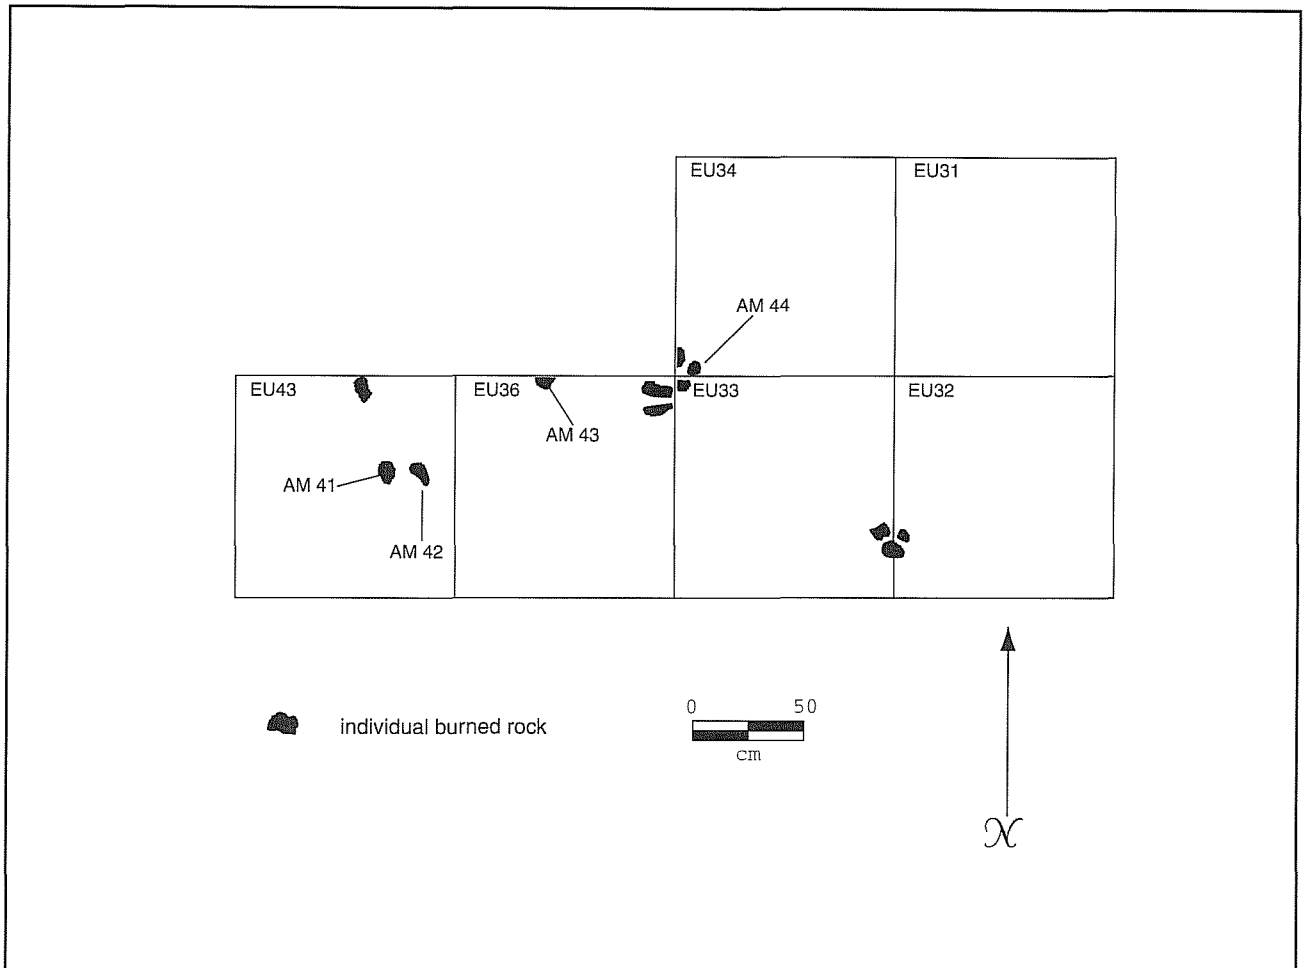 EU34
EU31
AM 44
EU43
EU36
EU33
EU32
AM 43
AM 41
AM 42
0 50
individual burned rock
cm
N